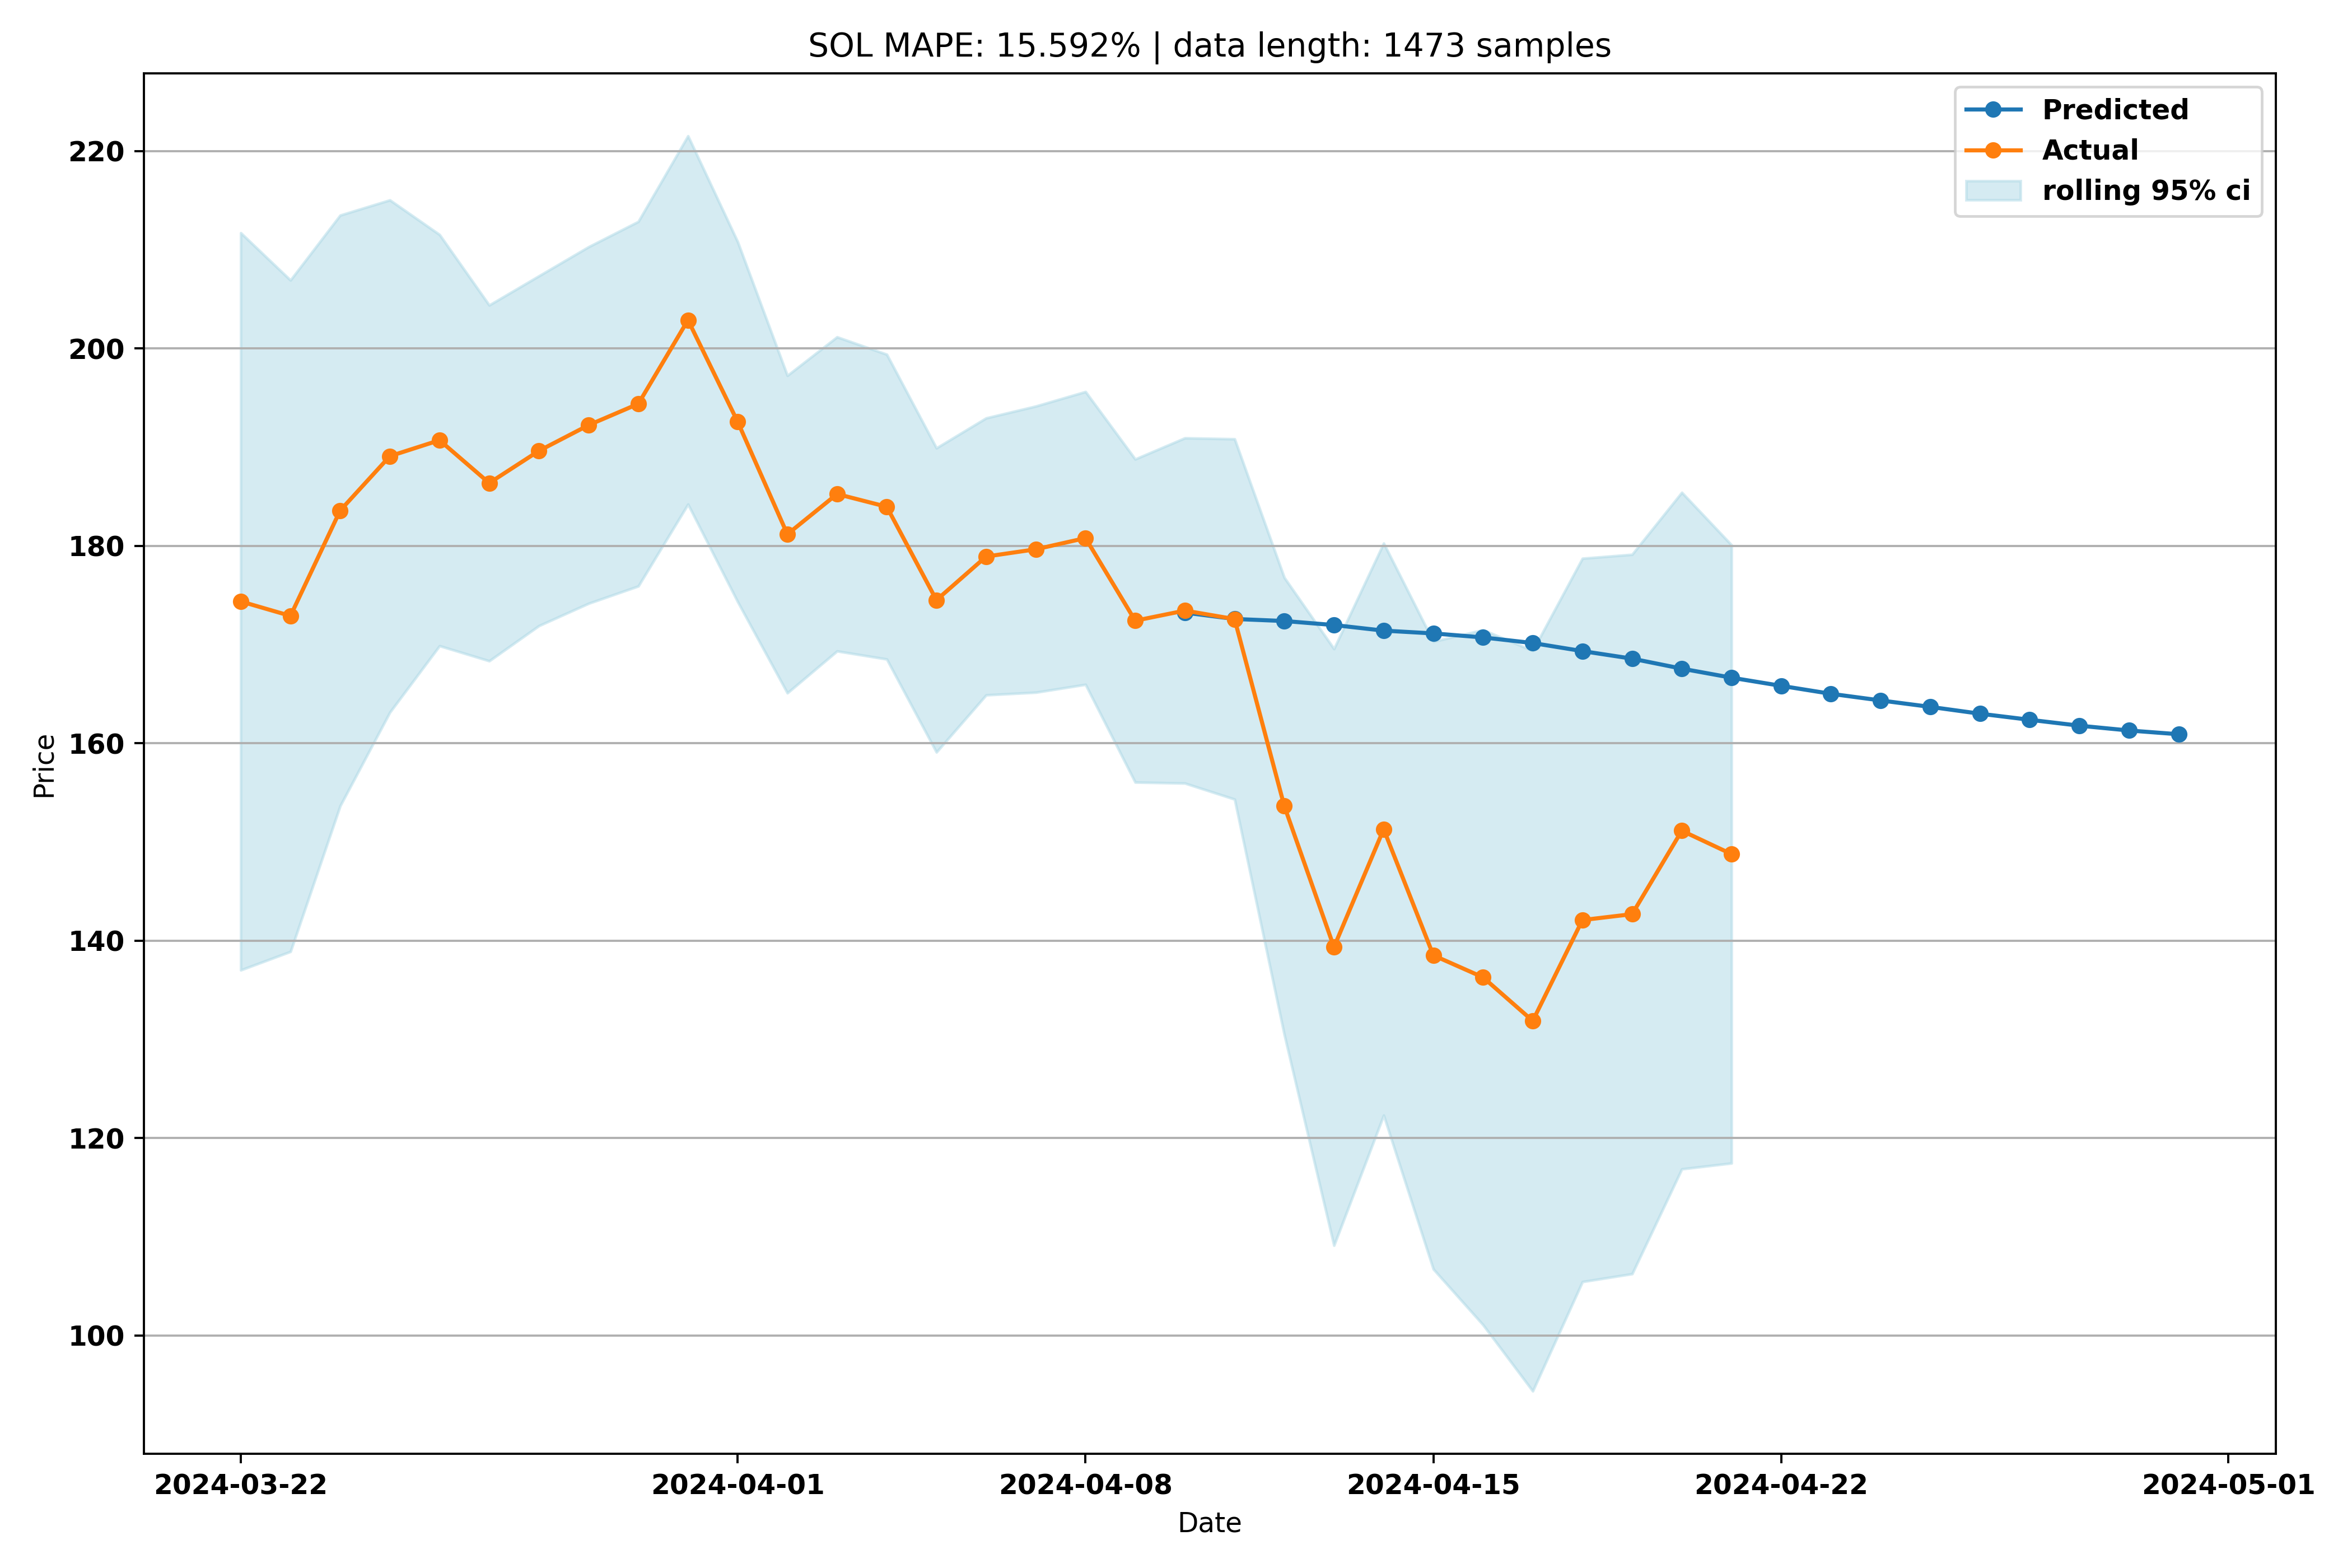 SOL MAPE: 15.592% | data length: 1473 samples
Predicted
Actual
rolling 95% ci
Price
220
200
180
160
140
120
100
2024-03-22
2024-04-01
2024-04-08
2024-04-15
2024-04-22
2024-05-01
Date